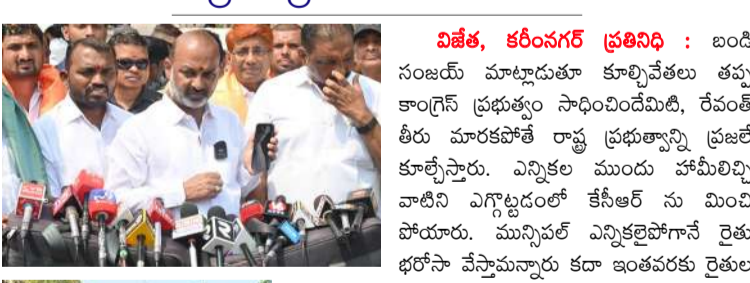 విజేత, కరీంనగర్ ప్రతినిధి : బండి
సంజయ్ మాట్లాడుతూ కూల్చివేతలు తప్ప
కాంగ్రెస్ ప్రభుత్వం సాధించిందేమిటి, రేవంత్
తీరు మారకపోతే రాష్ట్ర ప్రభుత్వాన్ని ప్రజలే
కూల్చేస్తారు. ఎన్నికల ముందు హామీలిచ్చి
వాటిని ఎగ్గొట్టడంలో కేసీఆర్ ను మించి
పోయారు. మున్సిపల్ ఎన్నికలైపోగానే రైతు
భరోసా వేస్తామన్నారు కదా ఇంతవరకు రైతుల